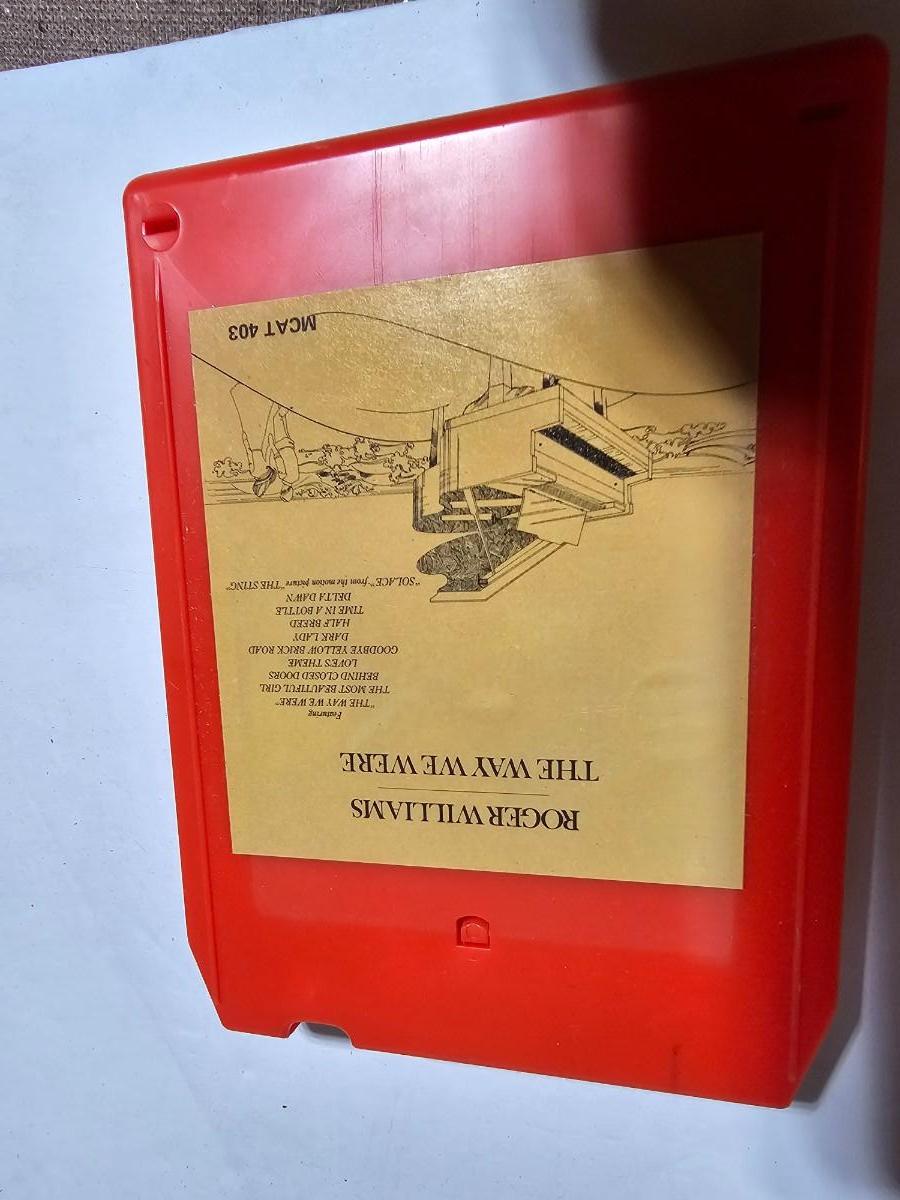 ROGER WILLIAMS
THE WAY WE WERE
Featuring
"THE WAY WE WERE"
THE MOST BEAUTIFUL GIRL
BEHIND CLOSED DOORS
LOVE'S THEME
GOODBYE YELLOW BRICK ROAD
DARK LADY
HALF BREED
TIME IN A BOTTLE
DELTA DAWN
"SOLACE"-from the motion picture "THE STING"
MCAT 403